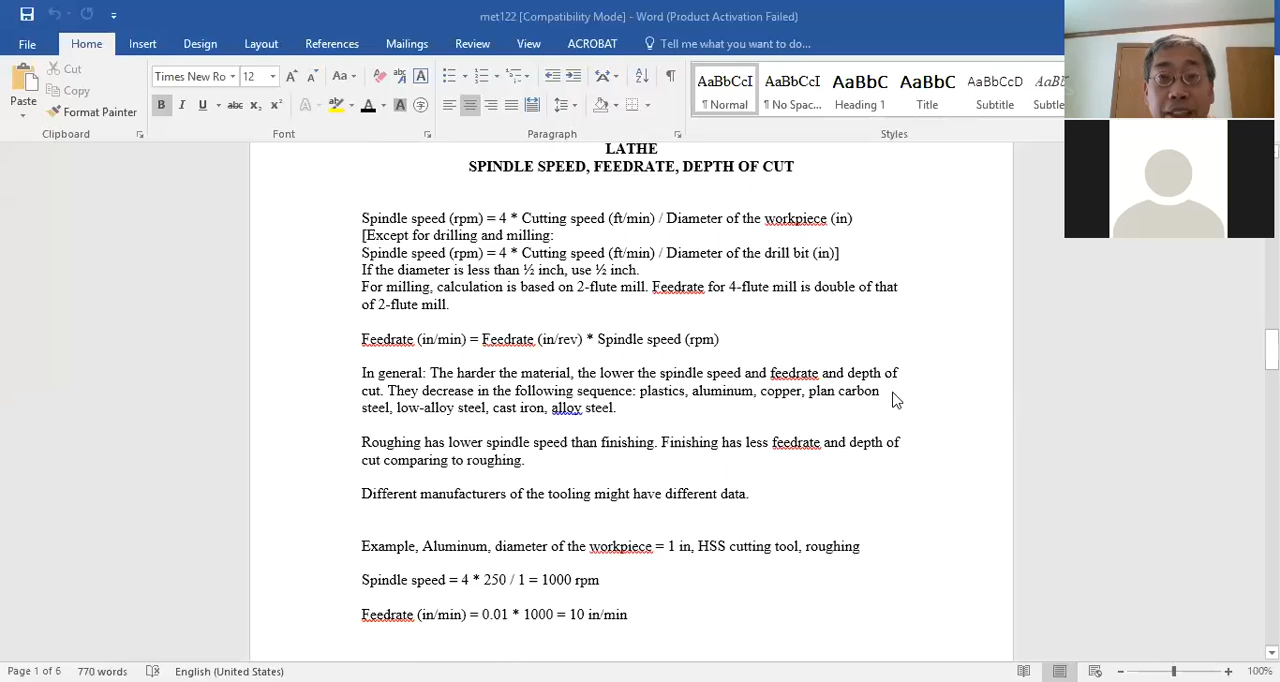 met122 [Compatibility Mode] - Word (Product Activation Failed)
File Home Insert Design Layout References Mailings Review View ACROBAT Tell me what you want to do...
Paste
Cut
Copy
Format Painter
Clipboard
Times New Ro 12
Aa
B I U abc X₂ X²
Font
Paragraph
AaBbCcI AaBbCcI AaBbC AaBbC AaBbCcD AaBbC
¶ Normal ¶ No Spac... Heading 1 Title Subtitle Subtle
Styles
LATHE
SPINDLE SPEED, FEEDRATE, DEPTH OF CUT
Spindle speed (rpm) = 4 * Cutting speed (ft/min) / Diameter of the workpiece (in)
[Except for drilling and milling:
Spindle speed (rpm) = 4 * Cutting speed (ft/min) / Diameter of the drill bit (in)]
If the diameter is less than ½ inch, use ½ inch.
For milling, calculation is based on 2-flute mill. Feedrate for 4-flute mill is double of that
of 2-flute mill.
Feedrate (in/min) = Feedrate (in/rev) * Spindle speed (rpm)
In general: The harder the material, the lower the spindle speed and feedrate and depth of
cut. They decrease in the following sequence: plastics, aluminum, copper, plan carbon
steel, low-alloy steel, cast iron, alloy steel.
Roughing has lower spindle speed than finishing. Finishing has less feedrate and depth of
cut comparing to roughing.
Different manufacturers of the tooling might have different data.
Example, Aluminum, diameter of the workpiece = 1 in, HSS cutting tool, roughing
Spindle speed = 4 * 250 / 1 = 1000 rpm
Feedrate (in/min) = 0.01 * 1000 = 10 in/min
Page 1 of 6 770 words English (United States) 100%